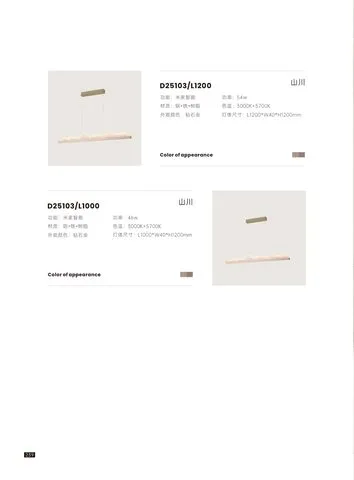 D25103/L1200
山川
功能：米家智能 功率：54w
材质：铜+铁+树脂 色温：3000K+5700K
外观颜色：钻石金 灯体尺寸：L1200*W40*H1200mm
Color of appearance
D25103/L1000
山川
功能：米家智能 功率：46w
材质：铜+铁+树脂 色温：3000K+5700K
外观颜色：钻石金 灯体尺寸：L1000*W40*H1200mm
Color of appearance
239